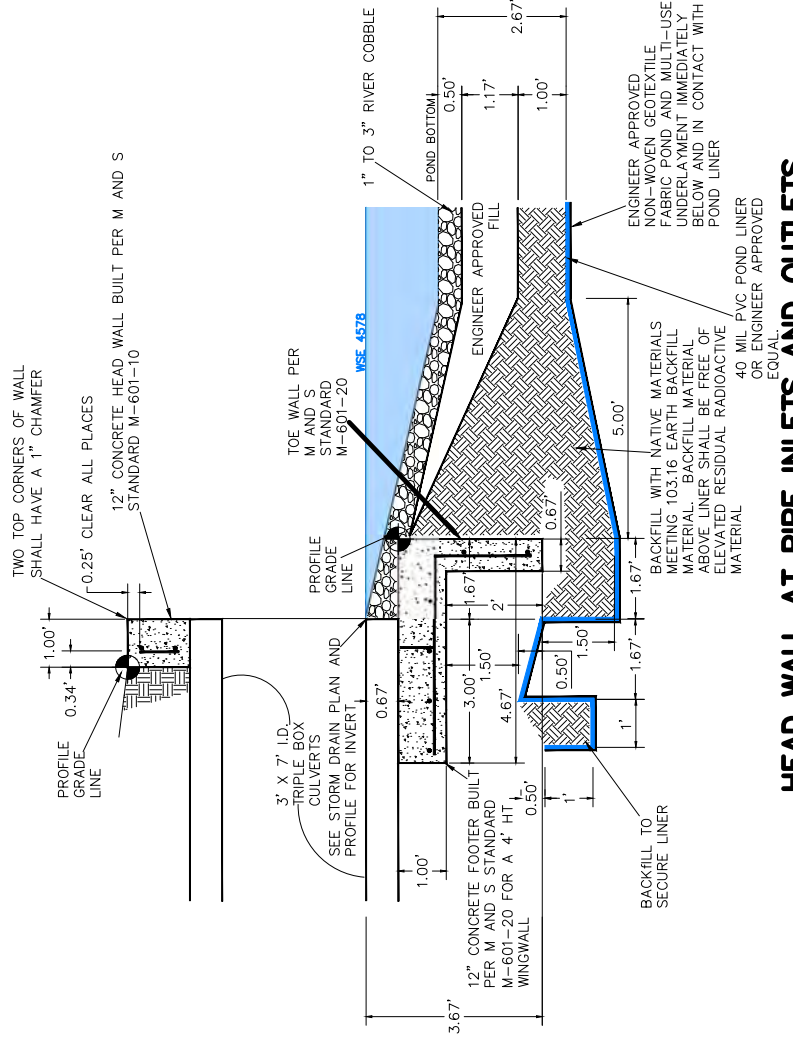 TWO TOP CORNERS OF WALL
SHALL HAVE A 1" CHAMFER
0.25' CLEAR ALL PLACES
12" CONCRETE HEAD WALL BUILT PER M AND S
STANDARD M-601-10
1.00'
0.34'
PROFILE
GRADE
LINE
3' X 7' I.D.
TRIPLE BOX
CULVERTS
SEE STORM DRAIN PLAN AND
PROFILE FOR INVERT
PROFILE
GRADE
LINE
TOE WALL PER
M AND S
STANDARD
M-601-20
WSE 4578
1" TO 3" RIVER COBBLE
POND BOTTOM
0.50'
1.17'
1.00'
2.67'
ENGINEER APPROVED
FILL
ENGINEER APPROVED
NON-WOVEN GEOTEXTILE
FABRIC POND AND MULTI-USE
UNDERLAYMENT IMMEDIATELY
BELOW AND IN CONTACT WITH
POND LINER
40 MIL PVC POND LINER
OR ENGINEER APPROVED
EQUAL.
BACKFILL WITH NATIVE MATERIALS
MEETING 103.16 EARTH BACKFILL
MATERIAL. BACKFILL MATERIAL
ABOVE LINER SHALL BE FREE OF
ELEVATED RESIDUAL RADIOACTIVE
MATERIAL
5.00'
0.67'
0.67'
1.67'
2'
3.00'
1.50'
4.67'
0.50'
1.50'
1.67'
1.67'
1'
0.50'
1'
1.00'
3.67'
12" CONCRETE FOOTER BUILT
PER M AND S STANDARD
M-601-20 FOR A 4' HT
WINGWALL
BACKfILL TO
SECURE LINER
HEAD WALL AT PIPE INLETS AND OUTLETS